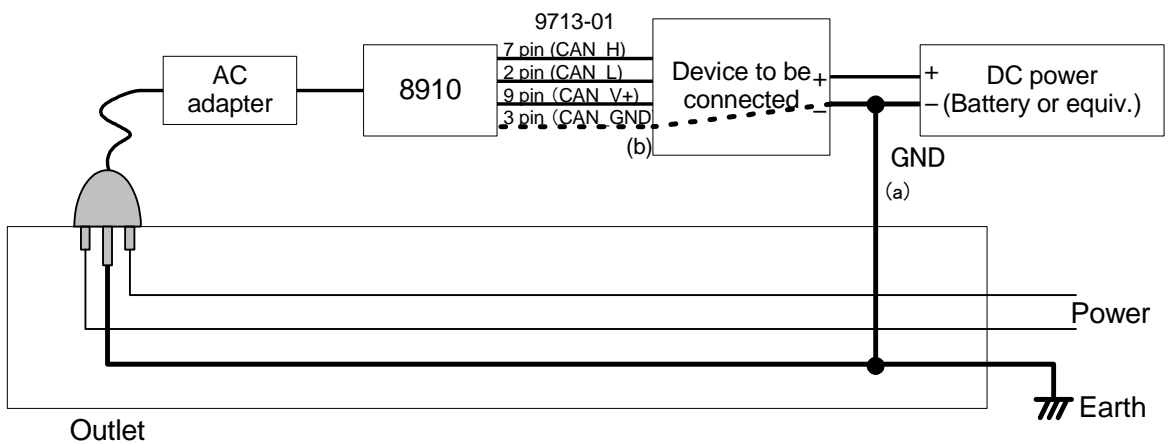 9713-01
7 pin (CAN_H)
2 pin (CAN_L)
9 pin (CAN_V+)
3 pin (CAN_GND
(b)
AC
adapter
8910
Device to be
connected
+
−
+
−
DC power
(Battery or equiv.)
GND
(a)
Power
Earth
Outlet